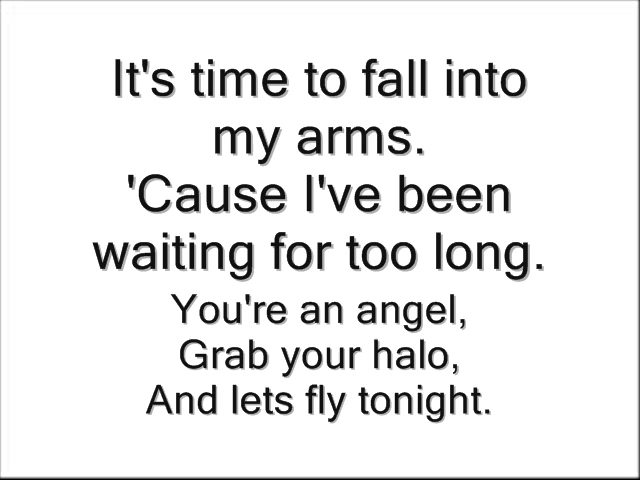 It's time to fall into
my arms.
'Cause I've been
waiting for too long.
You're an angel,
Grab your halo,
And lets fly tonight.